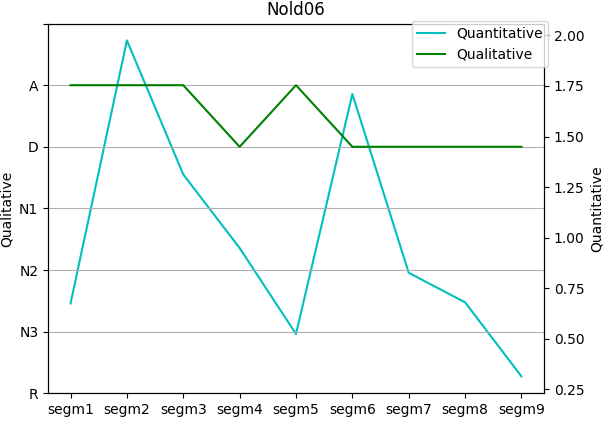 Nold06
Quantitative
Qualitative
Qualitative
A
D
N1
N2
N3
R
2.00
1.75
1.50
1.25
1.00
0.75
0.50
0.25
Quantitative
segm1 segm2 segm3 segm4 segm5 segm6 segm7 segm8 segm9